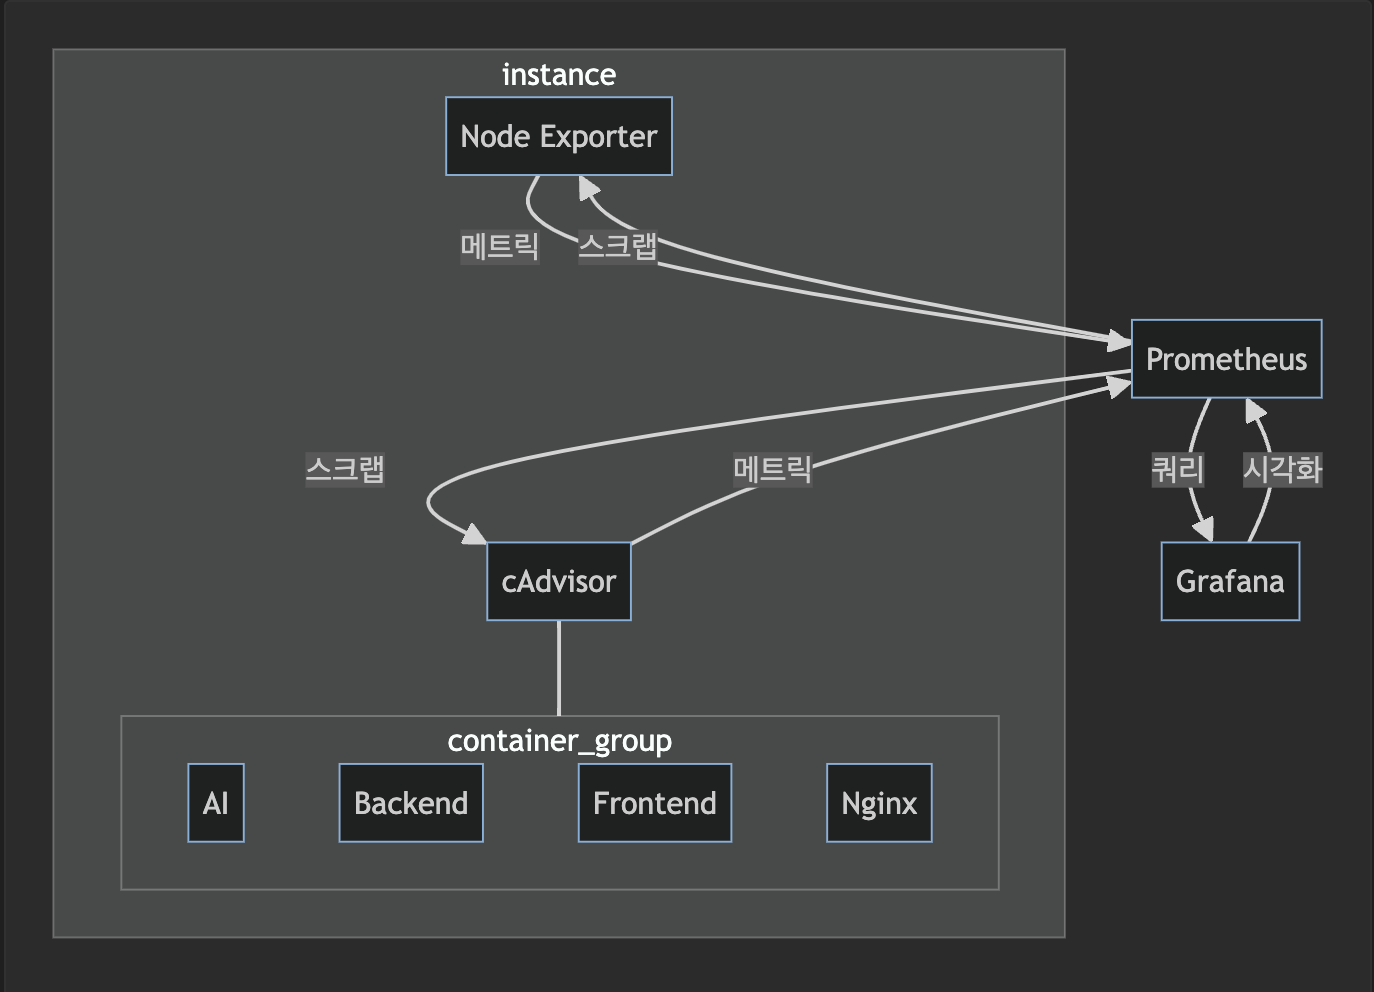 instance
Node Exporter
메트릭
스크랩
Prometheus
스크랩
메트릭
쿼리
시각화
cAdvisor
Grafana
container_group
AI
Backend
Frontend
Nginx